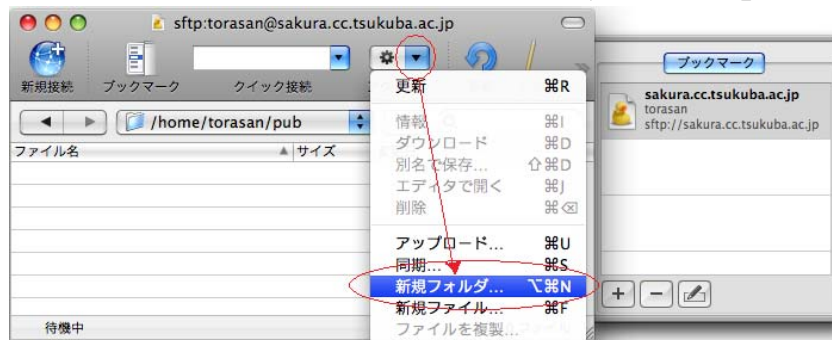 sftp:torasan@sakura.cc.tsukuba.ac.jp
新規接続 ブックマーク クイック接続
/home/torasan/pub
ファイル名 サイズ
待機中
更新 ⌘R
情報 ⌘I
ダウンロード ⌘D
別名で保存... ⇧⌘D
エディタで開く ⌘J
削除 ⌘⌫
アップロード... ⌘U
同期... ⌘S
新規フォルダ... ⌥⌘N
新規ファイル... ⌘F
ファイルを複製...
ブックマーク
sakura.cc.tsukuba.ac.jp
torasan
sftp://sakura.cc.tsukuba.ac.jp